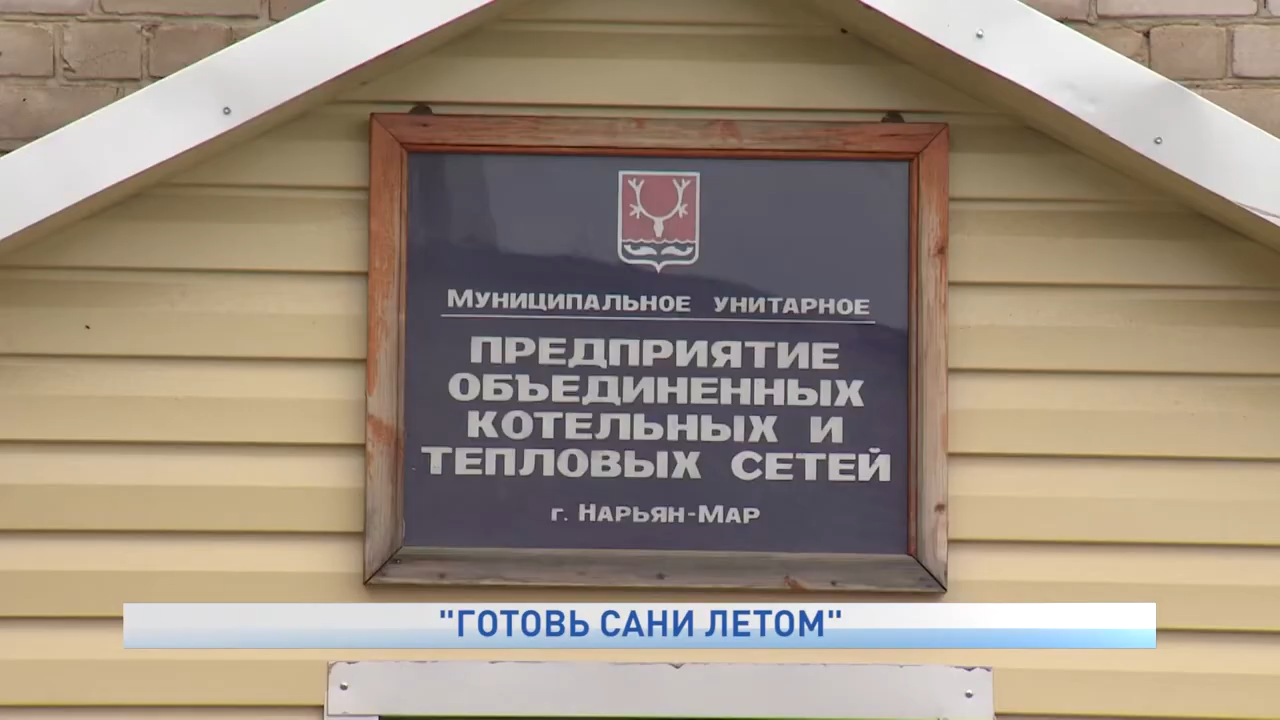 Муниципальное унитарное
ПРЕДПРИЯТИЕ
ОБЪЕДИНЕННЫХ
КОТЕЛЬНЫХ И
ТЕПЛОВЫХ СЕТЕЙ
г. Нарьян-Мар
"ГОТОВЬ САНИ ЛЕТОМ"